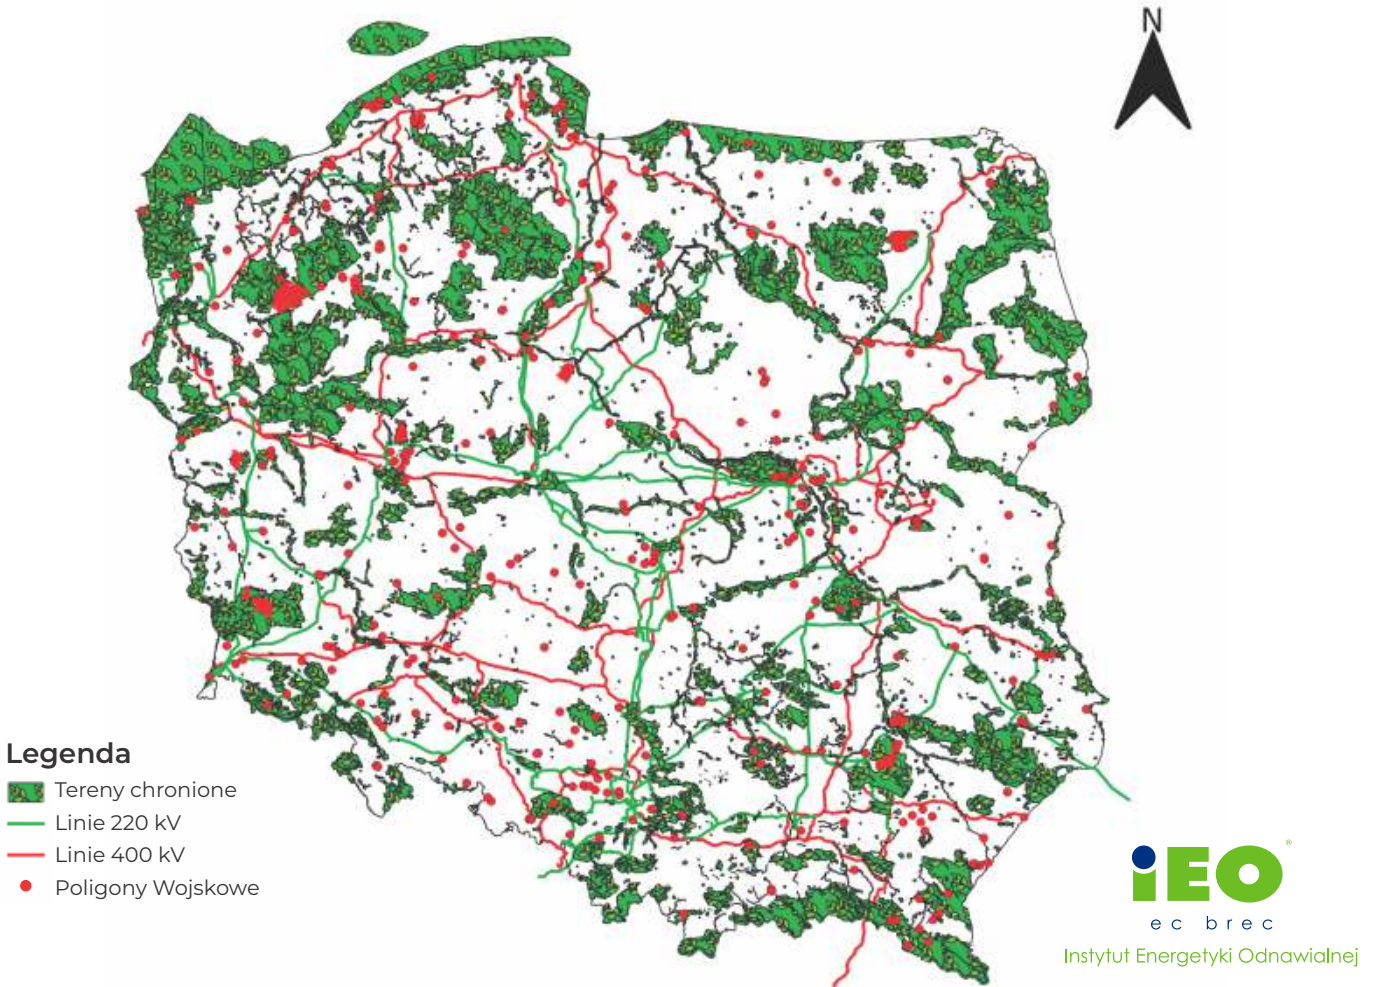 N
Legenda
Tereny chronione
Linie 220 kV
Linie 400 kV
Poligony Wojskowe
iEO®
ec brec
Instytut Energetyki Odnawialnej